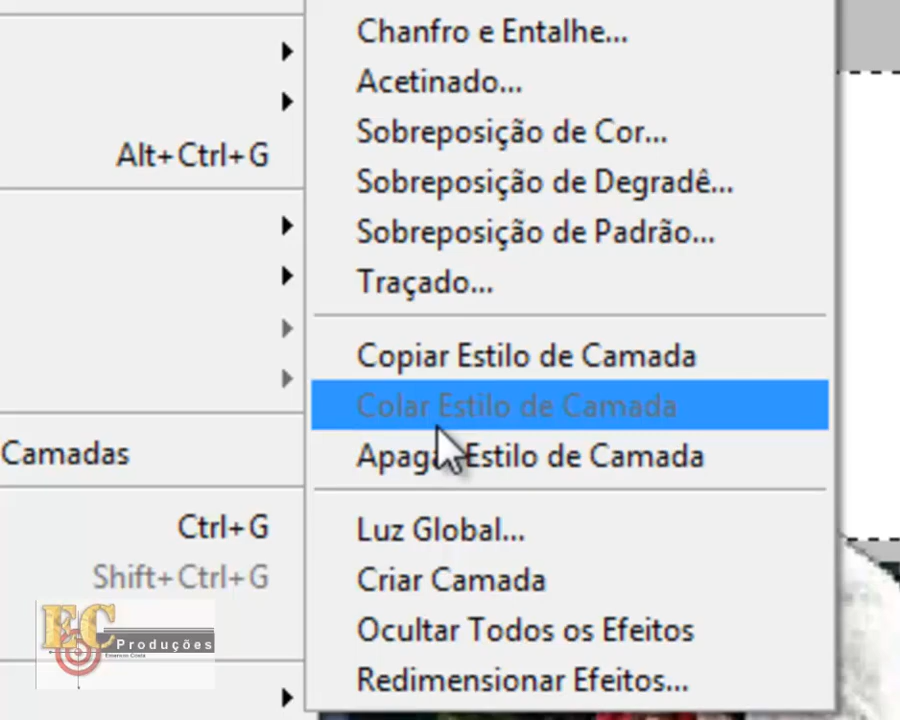 Chanfro e Entalhe...
Acetinado...
Sobreposição de Cor...
Alt+Ctrl+G
Sobreposição de Degradê...
Sobreposição de Padrão...
Traçado...
Copiar Estilo de Camada
Colar Estilo de Camada
Camadas
Estilo de Camada
Ctrl+G
Luz Global...
Shift+Ctrl+G
Criar Camada
EC
Produções
Ocultar Todos os Efeitos
Redimensionar Efeitos...